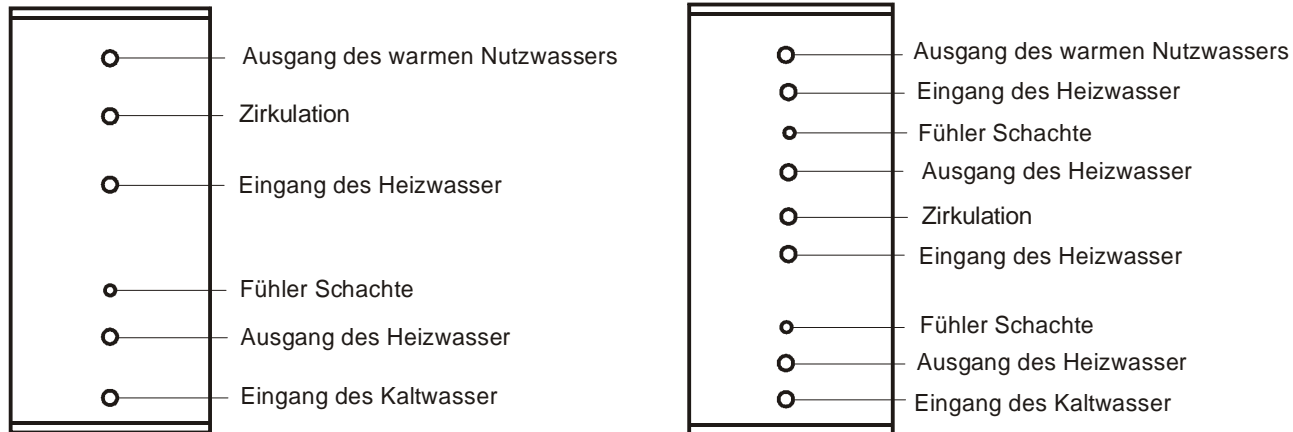 Ausgang des warmen Nutzwassers
Zirkulation
Eingang des Heizwasser
Fühler Schachte
Ausgang des Heizwasser
Eingang des Kaltwasser
Ausgang des warmen Nutzwassers
Eingang des Heizwasser
Fühler Schachte
Ausgang des Heizwasser
Zirkulation
Eingang des Heizwasser
Fühler Schachte
Ausgang des Heizwasser
Eingang des Kaltwasser